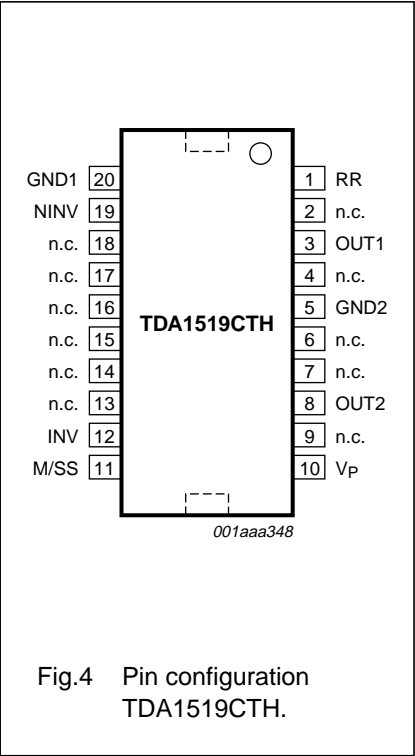 GND1 20 1 RR
NINV 19 2 n.c.
n.c. 18 3 OUT1
n.c. 17 4 n.c.
n.c. 16 5 GND2
TDA1519CTH
n.c. 15 6 n.c.
n.c. 14 7 n.c.
n.c. 13 8 OUT2
INV 12 9 n.c.
M/SS 11 10 VP
001aaa348
Fig.4 Pin configuration
TDA1519CTH.